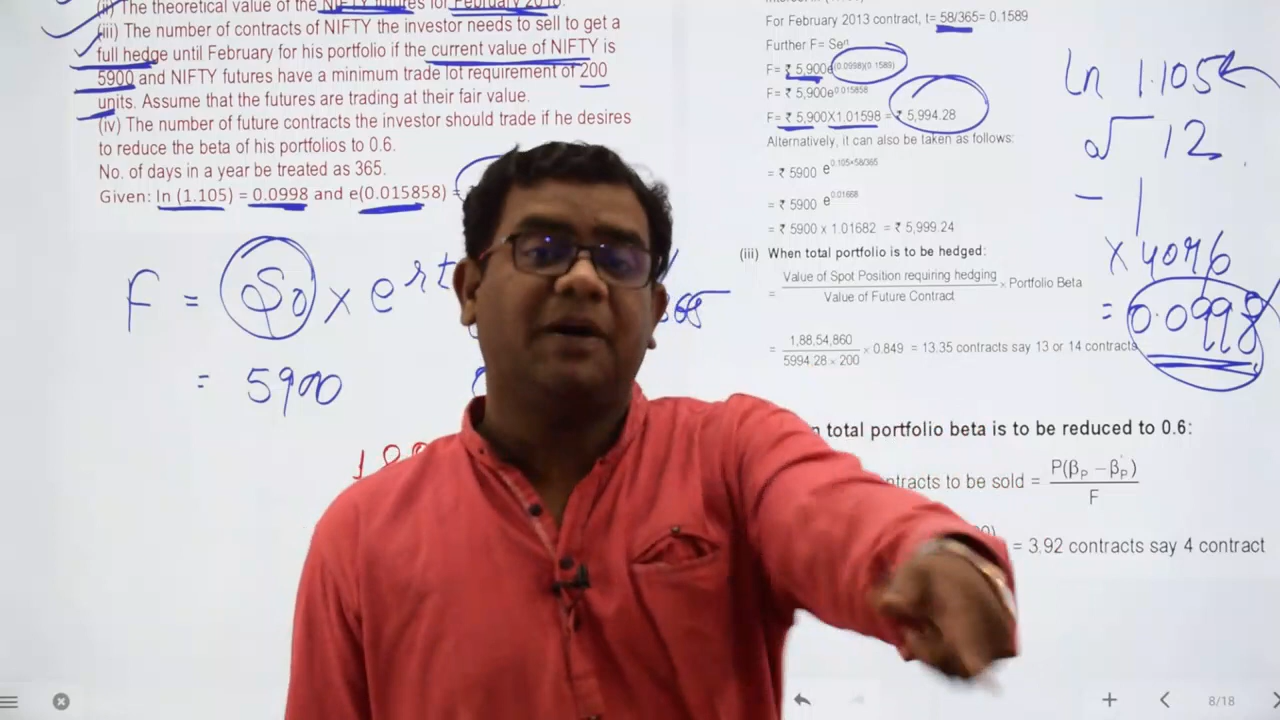 (ii) The theoretical value of the NIFTY futures for February 2013.
(iii) The number of contracts of NIFTY the investor needs to sell to get a
full hedge until February for his portfolio if the current value of NIFTY is
5900 and NIFTY futures have a minimum trade lot requirement of 200
units. Assume that the futures are trading at their fair value.
(iv) The number of future contracts the investor should trade if he desires
to reduce the beta of his portfolios to 0.6.
No. of days in a year be treated as 365.
Given: ln (1.105) = 0.0998 and e(0.015858) =
F = S0 × e rt
365
= 5900
For February 2013 contract, t= 58/365= 0.1589
Further F= Se^rt
F= ₹ 5,900e^(0.0998)(0.1589)
F= ₹ 5,900e^0.015858
F= ₹ 5,900X1.01598 = ₹ 5,994.28
Alternatively, it can also be taken as follows:
= ₹ 5900 e^0.105×58/365
= ₹ 5900 e^0.01668
= ₹ 5900 x 1.01682 = ₹ 5,999.24
(iii) When total portfolio is to be hedged:
= Value of Spot Position requiring hedging / Value of Future Contract × Portfolio Beta
= 1,88,54,860 / 5994.28 × 200 × 0.849 = 13.35 contracts say 13 or 14 contracts
total portfolio beta is to be reduced to 0.6:
ntracts to be sold = P(βP − βP) / F
= 3.92 contracts say 4 contract
ln 1.105
√ 12
- 1
× 4096
= 0.0998
8/18